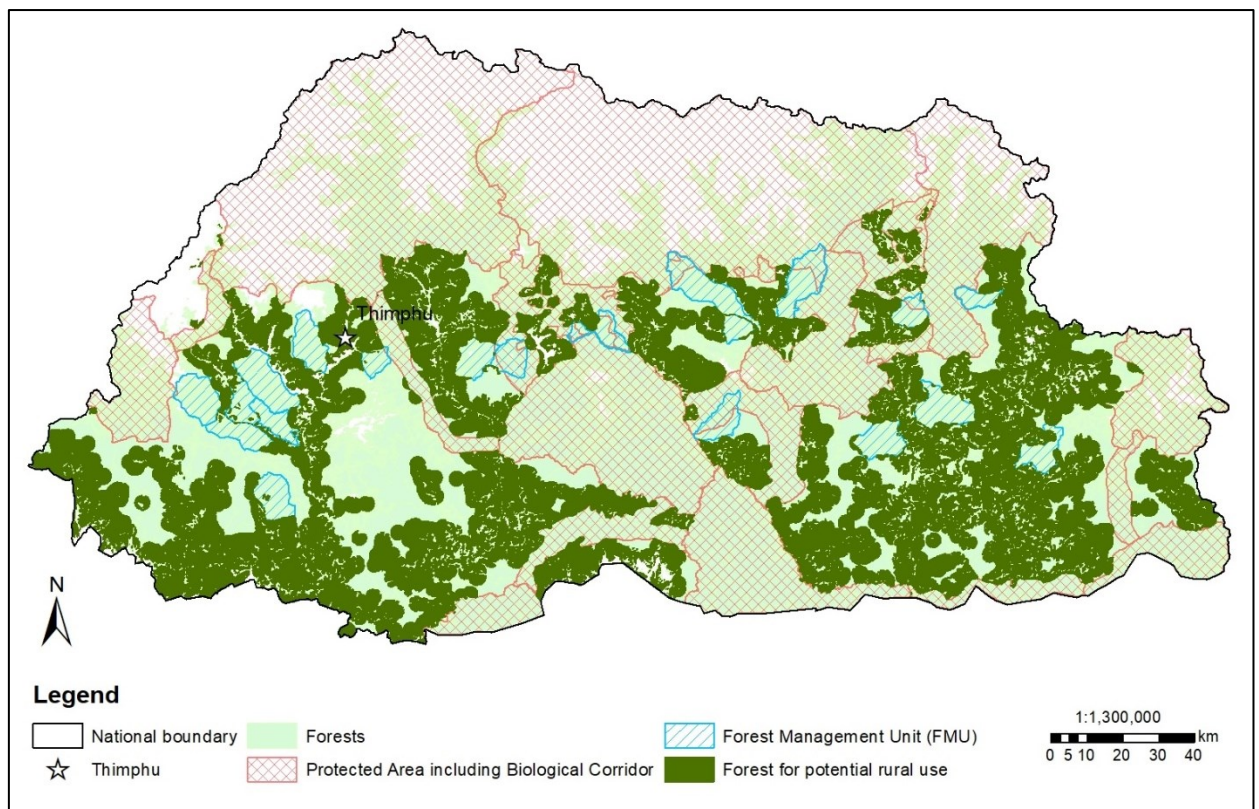 Thimphu
N
Legend
National boundary
Thimphu
Forests
Protected Area including Biological Corridor
Forest Management Unit (FMU)
Forest for potential rural use
1:1,300,000
km
0 5 10 20 30 40